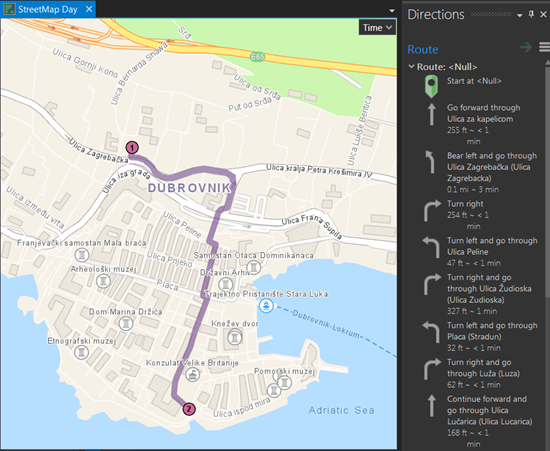 StreetMap Day
Time
E65
Ulica Bernarda Shawa
Ulica Gornji Kono
Ulica od Srđa
Put od Srđa
Ulica Luise Bertića
1
Ulica Zagrebačka
Ulica iza grada
Ulica kralja Petra Krešimira IV
DUBROVNIK
Ulica između vrta
Ulica Frana Supila
Ulica Peline
Franjevački samostan Mala braća
Samostan Otaca Dominikanaca
Ulica Prijeko
Arheološki muzej
Državni Arhiv
Placa
Trajektno Pristanište Stara Luka
Dom Marina Držića
Knežev dvor
Dubrovnik-Lokrum
Etnografski muzej
Konzulat Velike Britanije
Pomorski muzej
2
Ulica ispod mira
Adriatic Sea
Directions
Route
Route: <Null>
Start at <Null>
Go forward through
Ulica za kapelicom
255 ft ~ < 1
min
Bear left and go through
Ulica Zagrebačka (Ulica
Zagrebacka)
0.1 mi ~ 3 min
Turn right
254 ft ~ < 1
min
Turn left and go through
Ulica Peline
47 ft ~ < 1 min
Turn right and go
through Ulica Žudioska
(Ulica Zudioska)
327 ft ~ 1 min
Turn left and go through
Placa (Stradun)
32 ft ~ < 1 min
Turn right and go
through Luža (Luza)
62 ft ~ < 1 min
Continue forward and
go through Ulica
Lučarica (Ulica Lucarica)
168 ft ~ < 1
min